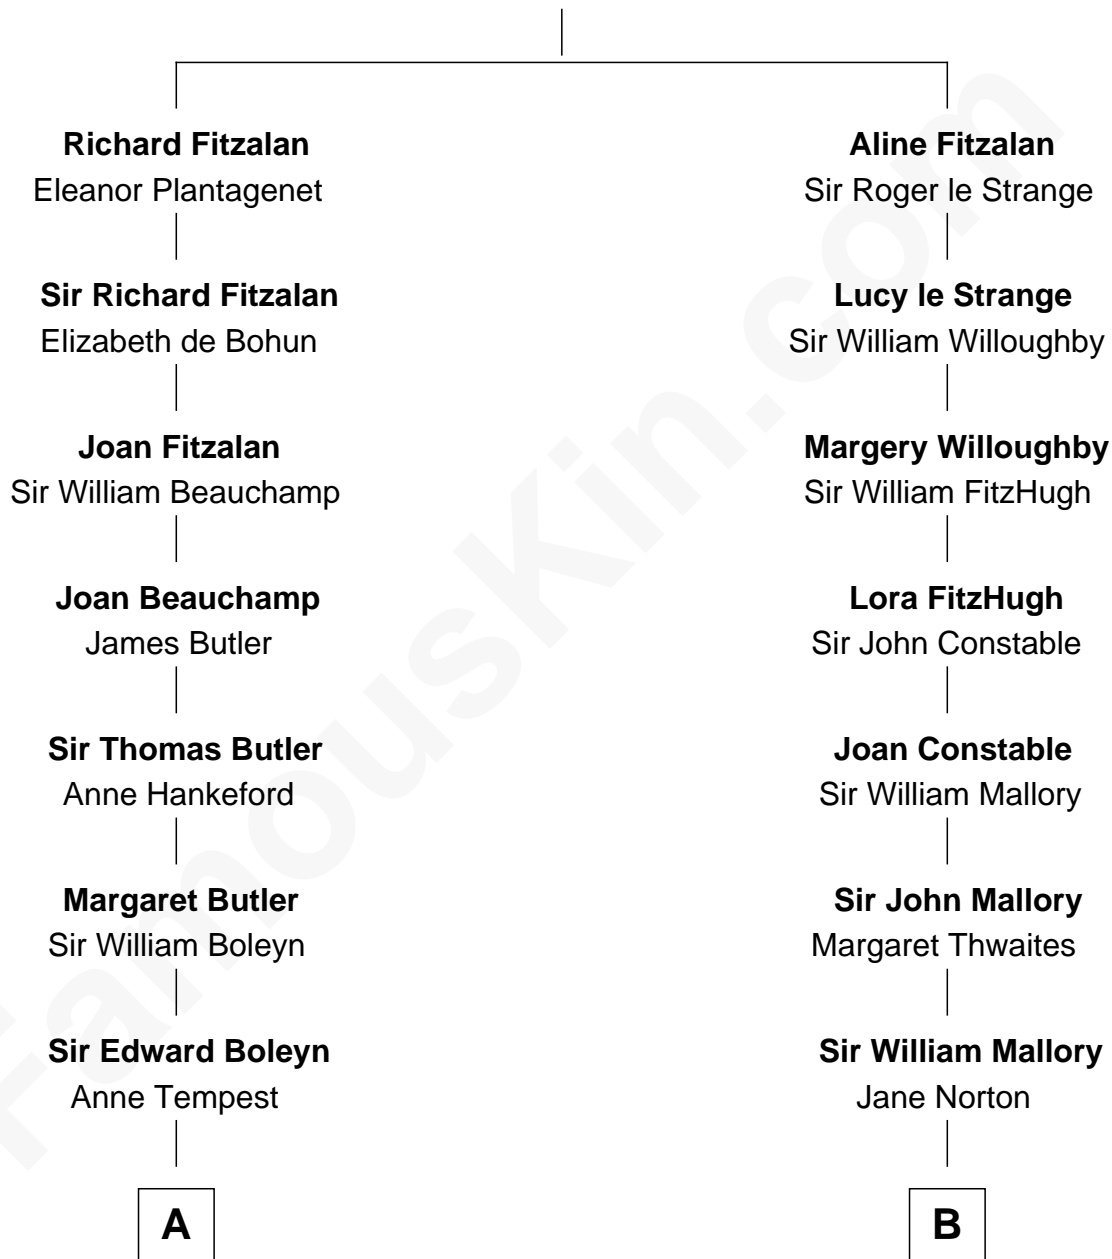 Richard Fitzalan
Eleanor Plantagenet
Sir Richard Fitzalan
Elizabeth de Bohun
Joan Fitzalan
Sir William Beauchamp
Joan Beauchamp
James Butler
Sir Thomas Butler
Anne Hankeford
Margaret Butler
Sir William Boleyn
Sir Edward Boleyn
Anne Tempest
A
Aline Fitzalan
Sir Roger le Strange
Lucy le Strange
Sir William Willoughby
Margery Willoughby
Sir William FitzHugh
Lora FitzHugh
Sir John Constable
Joan Constable
Sir William Mallory
Sir John Mallory
Margaret Thwaites
Sir William Mallory
Jane Norton
B
FamousKin.com